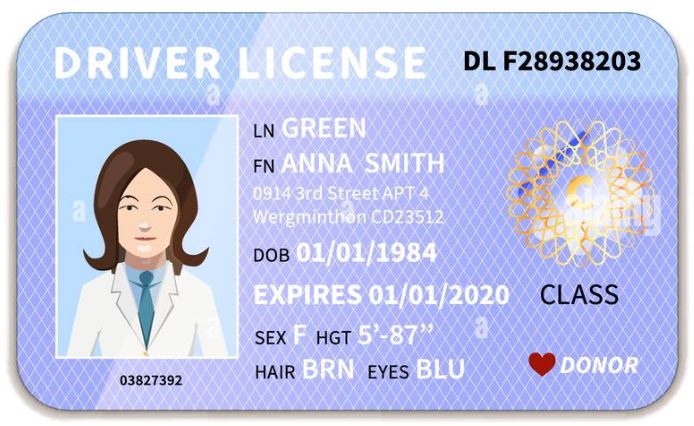 DRIVER LICENSE DL F28938203
LN GREEN
FN ANNA SMITH
0914 3rd Street APT 4
Wergminthon CD23512
DOB 01/01/1984
EXPIRES 01/01/2020
CLASS
SEX F HGT 5’-87”
HAIR BRN EYES BLU
DONOR
03827392
C
a
a
a
a
a
a
alamy